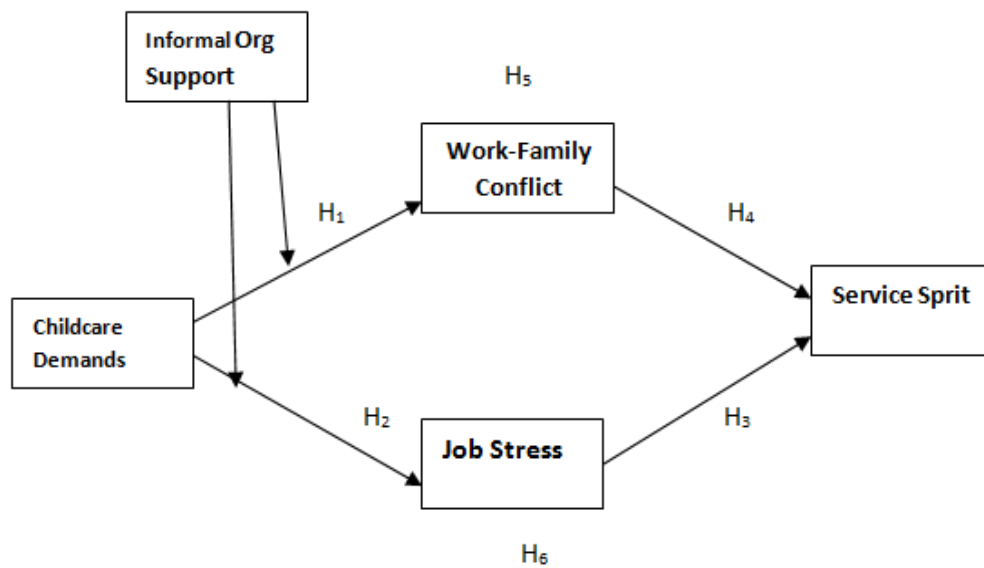 Informal Org
Support
H₅
Work-Family
Conflict
H₁
H₄
Service Sprit
Childcare
Demands
H₂
H₃
Job Stress
H₆